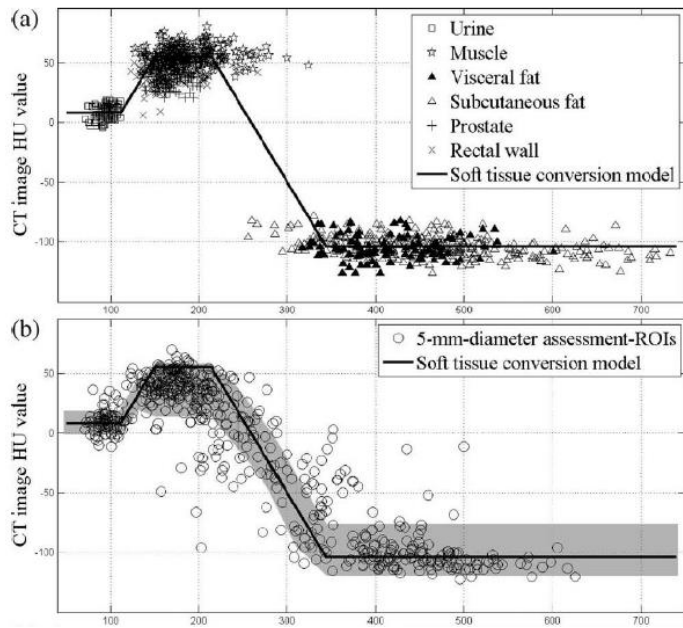 (a)
50
0
-50
-100
CT image HU value
Urine
Muscle
Visceral fat
Subcutaneous fat
Prostate
Rectal wall
Soft tissue conversion model
100 200 300 400 500 600 700
(b)
50
0
-50
-100
CT image HU value
5-mm-diameter assessment-ROIs
Soft tissue conversion model
100 200 300 400 500 600 700